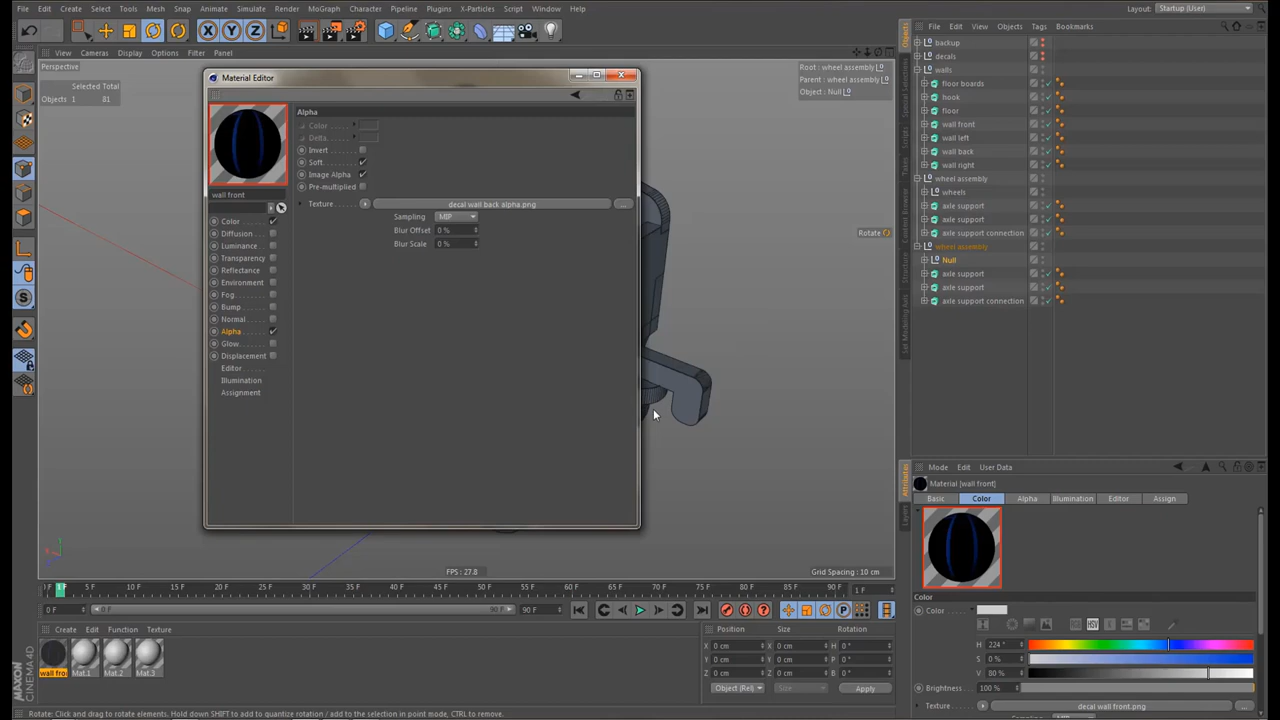 File Edit Create Select Tools Mesh Snap Animate Simulate Render MoGraph Character Pipeline Plugins X-Particles Script Window Help
Layout: Startup (User)
View Cameras Display Options Filter Panel
File Edit View Objects Tags Bookmarks
Perspective
Selected Total
Objects 1 81
Root : wheel assembly
Parent : wheel assembly
Object : Null
Material Editor
wall front
Color
Diffusion
Luminance
Transparency
Reflectance
Environment
Fog
Bump
Normal
Alpha
Glow
Displacement
Editor
Illumination
Assignment
Alpha
Color
Delta
Invert
Soft
Image Alpha
Pre-multiplied
Texture decal wall back alpha.png ...
Sampling MIP
Blur Offset 0 %
Blur Scale 0 %
Rotate
FPS : 27.8
Grid Spacing : 10 cm
backup
decals
walls
floor boards
hook
floor
wall front
wall left
wall back
wall right
wheel assembly
wheels
axle support
axle support
axle support connection
wheel assembly
Null
axle support
axle support
axle support connection
Objects
Takes
Content Browser
Structure
Attributes
Layers
Mode Edit User Data
Material [wall front]
Basic Color Alpha Illumination Editor Assign
Color
Color
HSV
H 224 °
S 0 %
V 80 %
Brightness 100 %
Texture decal wall front.png ...
5 F 10 F 15 F 20 F 25 F 30 F 35 F 40 F 45 F 50 F 55 F 60 F 65 F 70 F 75 F 80 F 85 F 90 F 1 F
0 F 0 F 90 F 90 F
Create Edit Function Texture
wall fron Mat.1 Mat.2 Mat.3
Position Size Rotation
X 0 cm X 0 cm H 0 °
Y 0 cm Y 0 cm P 0 °
Z 0 cm Z 0 cm B 0 °
Object (Rel) Size Apply
MAXON CINEMA4D
Rotate: Click and drag to rotate elements. Hold down SHIFT to add to quantize rotation / add to the selection in point mode, CTRL to remove.